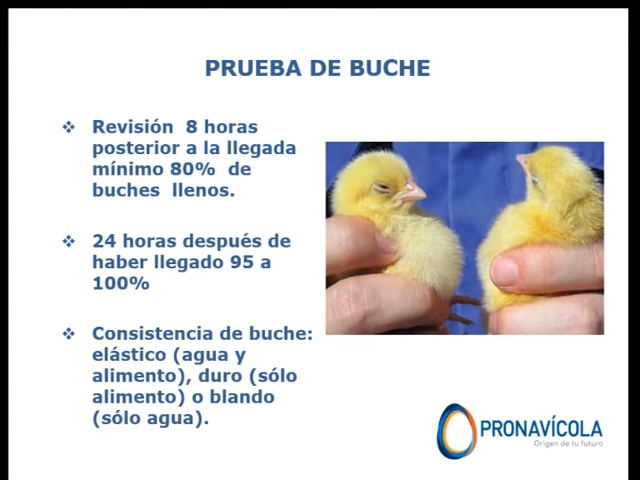 PRUEBA DE BUCHE
❖ Revisión 8 horas
posterior a la llegada
mínimo 80% de
buches llenos.
❖ 24 horas después de
haber llegado 95 a
100%
❖ Consistencia de buche:
elástico (agua y
alimento), duro (sólo
alimento) o blando
(sólo agua).
PRONAVÍCOLA
Origen de tu futuro